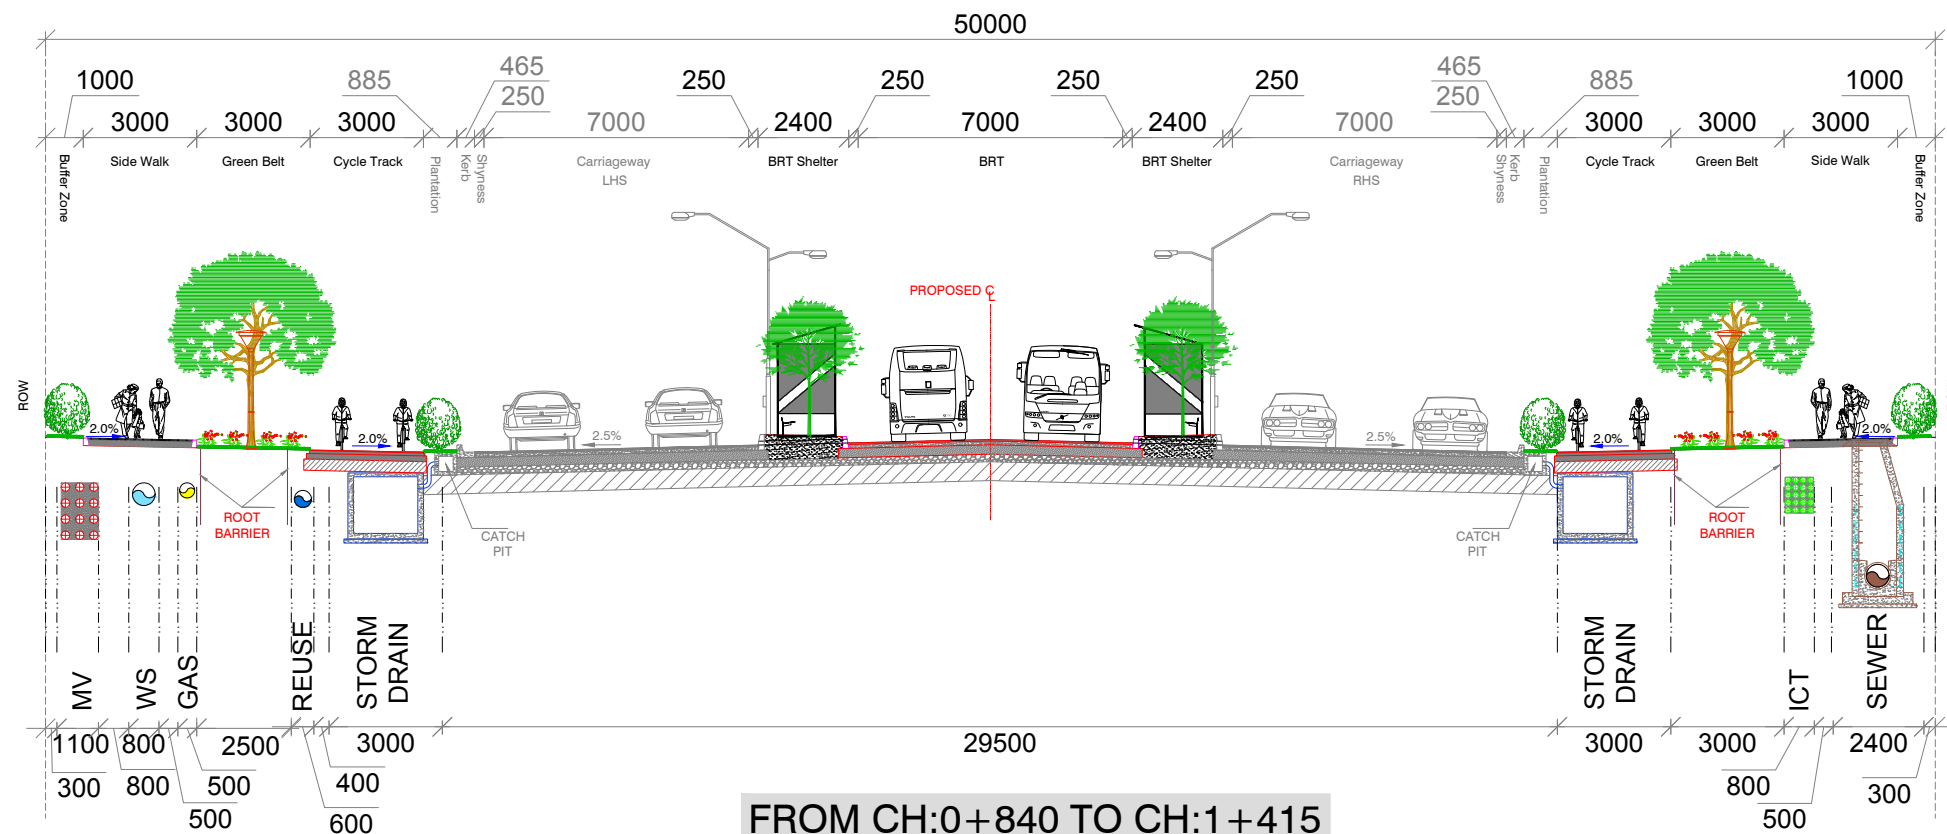 50000
1000
885
465
250
250
250
250
250
465
250
885
1000
3000
3000
3000
7000
2400
7000
2400
7000
3000
3000
3000
Buffer Zone
Side Walk
Green Belt
Cycle Track
Plantation
Kerb
Shyness
Carriageway
LHS
BRT Shelter
BRT
BRT Shelter
Carriageway
RHS
Shyness
Kerb
Plantation
Cycle Track
Green Belt
Side Walk
Buffer Zone
PROPOSED CL
ROW
2.0%
2.0%
2.5%
2.5%
2.0%
2.0%
ROOT
BARRIER
CATCH
PIT
CATCH
PIT
ROOT
BARRIER
MV
WS
GAS
REUSE
STORM
DRAIN
STORM
DRAIN
ICT
SEWER
1100
800
2500
3000
29500
3000
3000
2400
300
800
500
400
800
300
500
600
500
FROM CH:0+840 TO CH:1+415